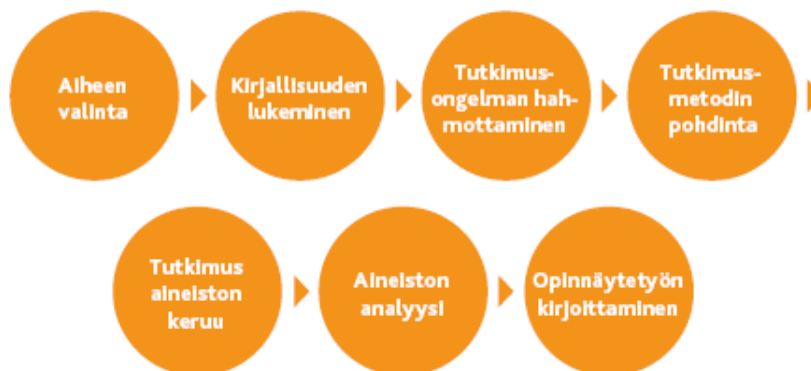 Aiheen
valinta
Kirjallisuuden
lukeminen
Tutkimus-
ongelman hah-
mottaminen
Tutkimus-
metodin
pohdinta
Tutkimus
aineiston
keruu
Aineiston
analyysi
Opinnäytetyön
kirjoittaminen